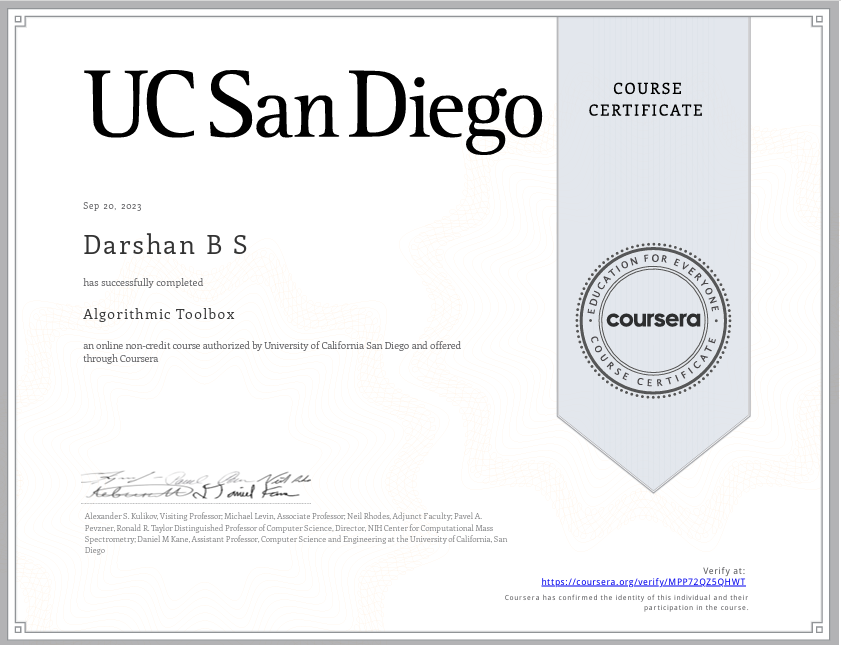 UC San Diego
COURSE
CERTIFICATE
Sep 20, 2023
Darshan B S
has successfully completed
Algorithmic Toolbox
an online non-credit course authorized by University of California San Diego and offered
through Coursera
EDUCATION FOR EVERYONE
coursera
COURSE CERTIFICATE
Alexander S. Kulikov, Visiting Professor; Michael Levin, Associate Professor; Neil Rhodes, Adjunct Faculty; Pavel A.
Pevzner, Ronald R. Taylor Distinguished Professor of Computer Science, Director, NIH Center for Computational Mass
Spectrometry; Daniel M Kane, Assistant Professor, Computer Science and Engineering at the University of California, San
Diego
Verify at:
https://coursera.org/verify/MPP72QZ5QHWT
Coursera has confirmed the identity of this individual and their
participation in the course.